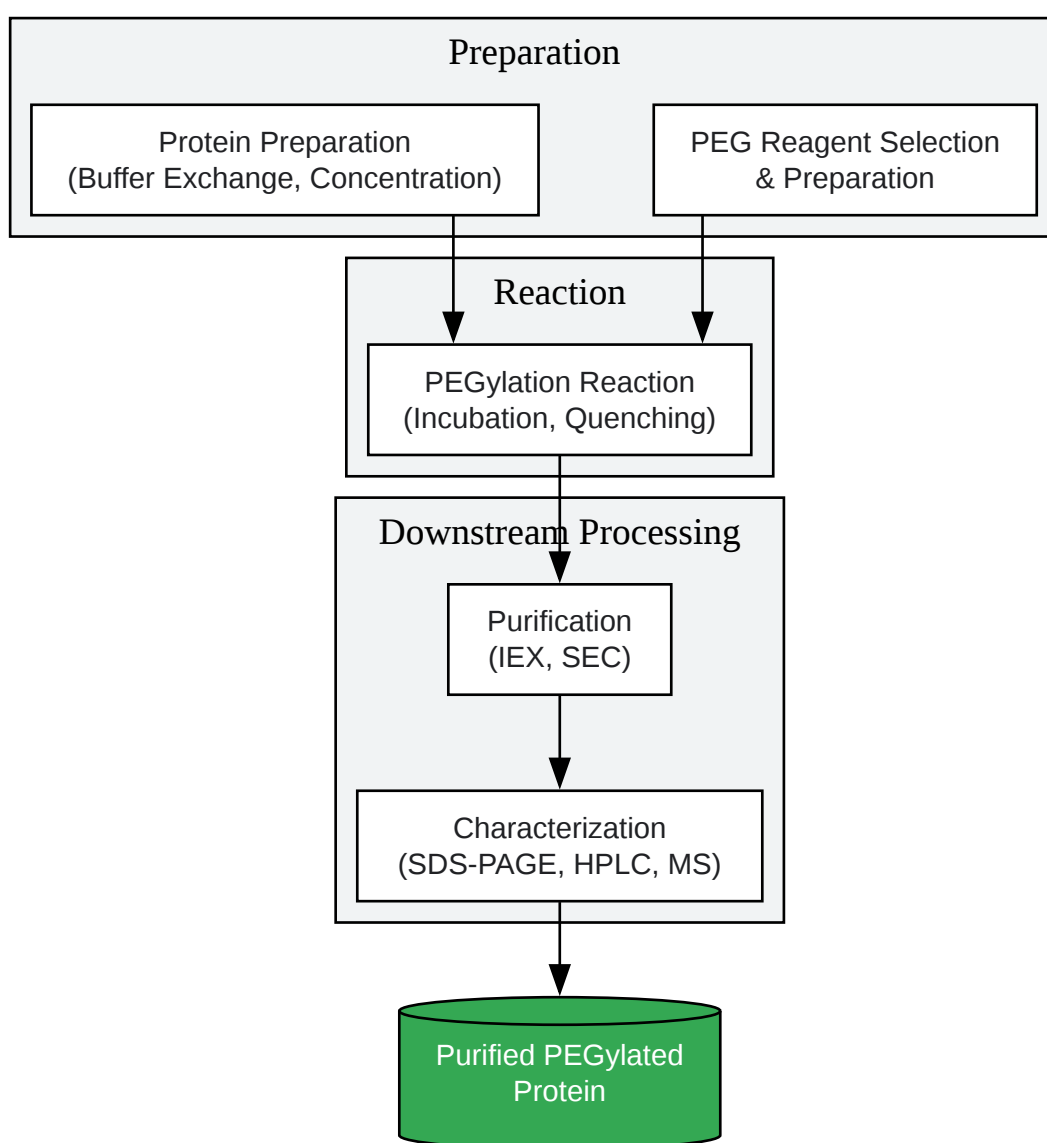 Preparation
Protein Preparation
(Buffer Exchange, Concentration)
PEG Reagent Selection
& Preparation
Reaction
PEGylation Reaction
(Incubation, Quenching)
Downstream Processing
Purification
(IEX, SEC)
Characterization
(SDS-PAGE, HPLC, MS)
Purified PEGylated
Protein